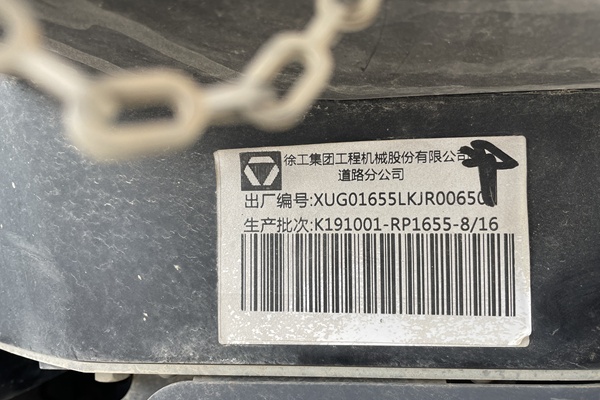 徐工集团工程机械股份有限公司
道路分公司
出厂编号:XUG01655LKJR00650
生产批次:K191001-RP1655-8/16